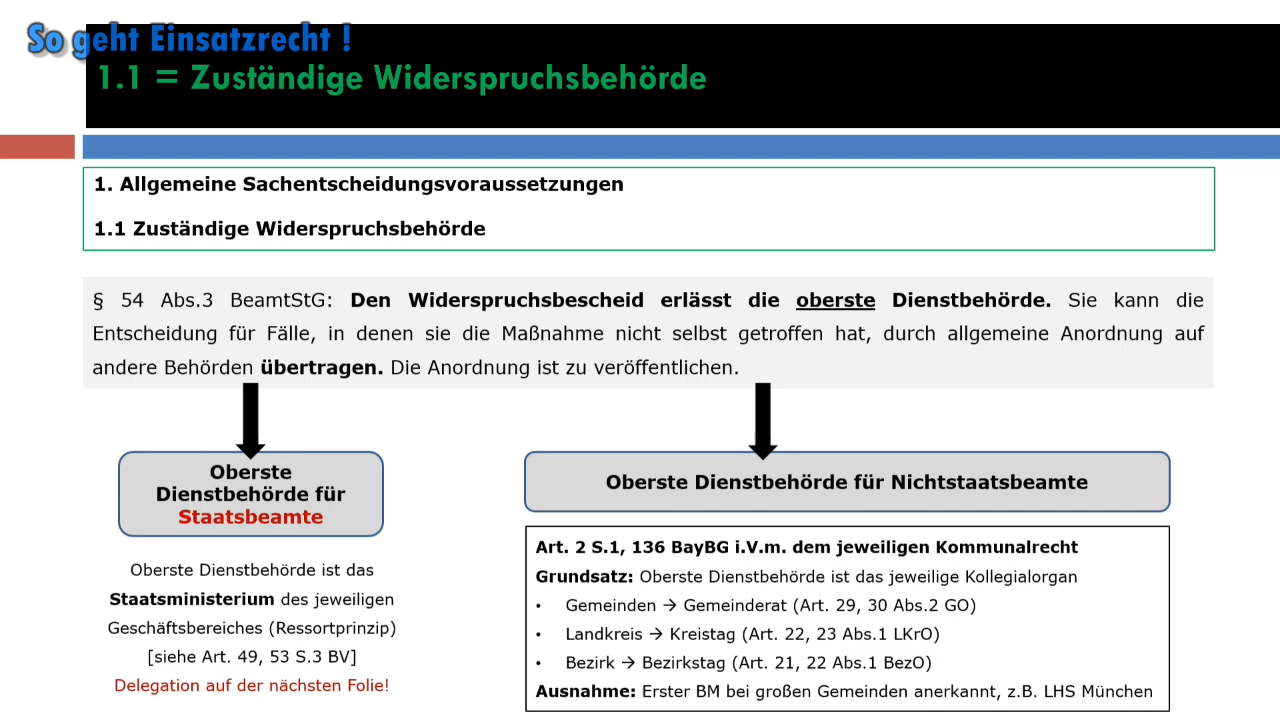 So geht Einsatzrecht !
1.1 = Zuständige Widerspruchsbehörde
1. Allgemeine Sachentscheidungsvoraussetzungen
1.1 Zuständige Widerspruchsbehörde
§ 54 Abs.3 BeamtStG: Den Widerspruchsbescheid erlässt die oberste Dienstbehörde. Sie kann die
Entscheidung für Fälle, in denen sie die Maßnahme nicht selbst getroffen hat, durch allgemeine Anordnung auf
andere Behörden übertragen. Die Anordnung ist zu veröffentlichen.
Oberste
Dienstbehörde für
Staatsbeamte
Oberste Dienstbehörde ist das
Staatsministerium des jeweiligen
Geschäftsbereiches (Ressortprinzip)
[siehe Art. 49, 53 S.3 BV]
Delegation auf der nächsten Folie!
Oberste Dienstbehörde für Nichtstaatsbeamte
Art. 2 S.1, 136 BayBG i.V.m. dem jeweiligen Kommunalrecht
Grundsatz: Oberste Dienstbehörde ist das jeweilige Kollegialorgan
• Gemeinden → Gemeinderat (Art. 29, 30 Abs.2 GO)
• Landkreis → Kreistag (Art. 22, 23 Abs.1 LKrO)
• Bezirk → Bezirkstag (Art. 21, 22 Abs.1 BezO)
Ausnahme: Erster BM bei großen Gemeinden anerkannt, z.B. LHS München